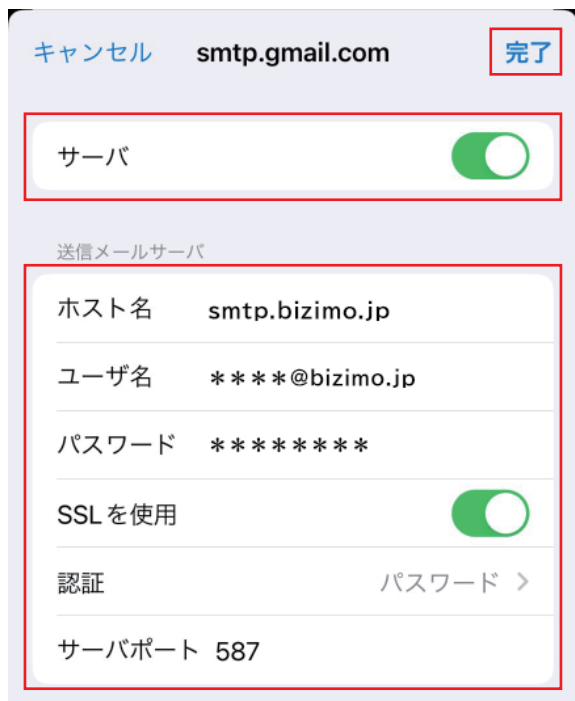 キャンセル smtp.gmail.com 完了
サーバ
送信メールサーバ
ホスト名 smtp.bizimo.jp
ユーザ名 ＊＊＊＊@bizimo.jp
パスワード ＊＊＊＊＊＊＊＊
SSLを使用
認証 パスワード >
サーバポート 587